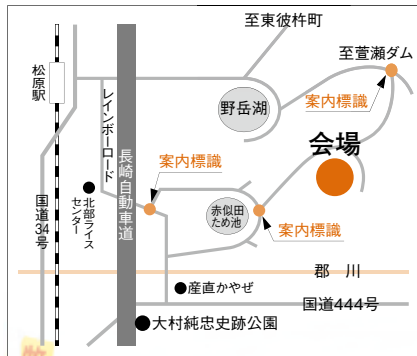 至東彼杵町
至萱瀬ダム
松原駅
レインボーロード
野岳湖
案内標識
会場
長崎自動車道
案内標識
国道34号
北部ライス
センター
赤似田
ため池
案内標識
郡川
産直かやぜ
国道444号
大村純忠史跡公園